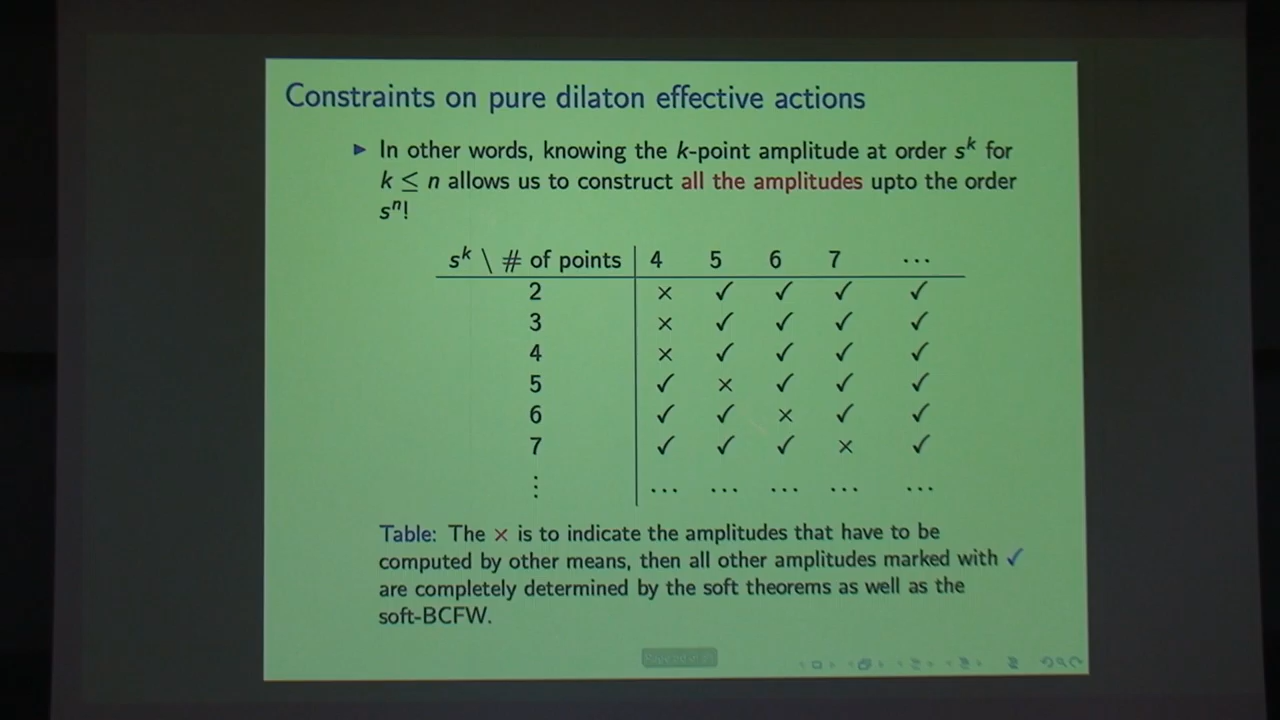 Constraints on pure dilaton effective actions
▶ In other words, knowing the k-point amplitude at order s^k for
k ≤ n allows us to construct all the amplitudes upto the order
s^n!
s^k \ # of points 4 5 6 7 ...
2 × ✓ ✓ ✓ ✓
3 × ✓ ✓ ✓ ✓
4 × ✓ ✓ ✓ ✓
5 ✓ × ✓ ✓ ✓
6 ✓ ✓ × ✓ ✓
7 ✓ ✓ ✓ × ✓
⋮ ... ... ... ... ...
Table: The × is to indicate the amplitudes that have to be
computed by other means, then all other amplitudes marked with ✓
are completely determined by the soft theorems as well as the
soft-BCFW.